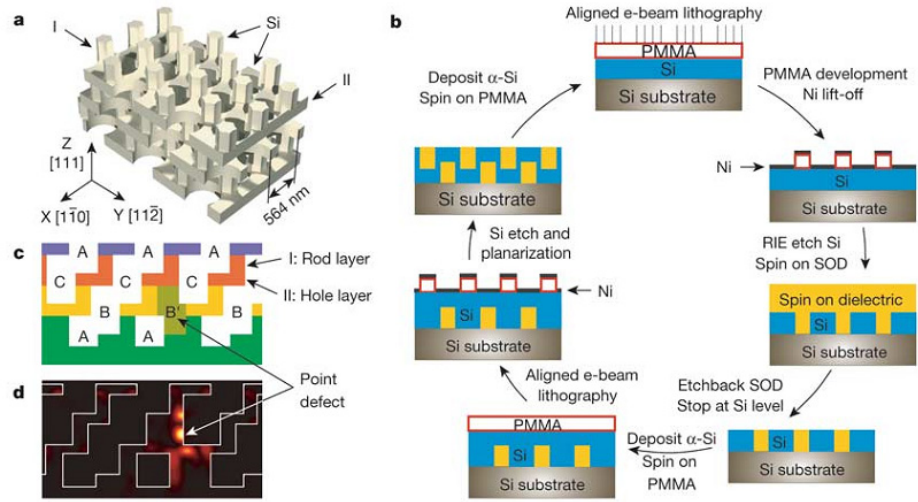 a
I
Si
II
Z
[111]
X [11̄0]
Y [112̄]
564 nm
c
A
A
A
C
C
C
B
B'
B
A
A
I: Rod layer
II: Hole layer
Point
defect
d
b
Aligned e-beam lithography
PMMA
Si
Si substrate
PMMA development
Ni lift-off
Ni
Si
Si substrate
RIE etch Si
Spin on SOD
Spin on dielectric
Si
Si substrate
Etchback SOD
Stop at Si level
Si
Si substrate
Deposit α-Si
Spin on
PMMA
PMMA
Si
Si substrate
Aligned e-beam
lithography
Ni
Si
Si substrate
Si etch and
planarization
Si substrate
Deposit α-Si
Spin on PMMA